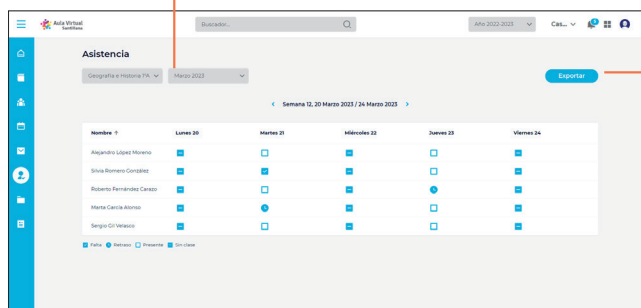 Aula Virtual
Santillana
Buscador...
Año 2022-2023
Cas...
Asistencia
Geografía e Historia 1ºA
Marzo 2023
Exportar
Semana 12, 20 Marzo 2023 / 24 Marzo 2023
Nombre Lunes 20 Martes 21 Miércoles 22 Jueves 23 Viernes 24
Alejandro López Moreno
Silvia Romero González
Roberto Fernández Carazo
Marta García Alonso
Sergio Gil Velasco
Falta Retraso Presente Sin clase